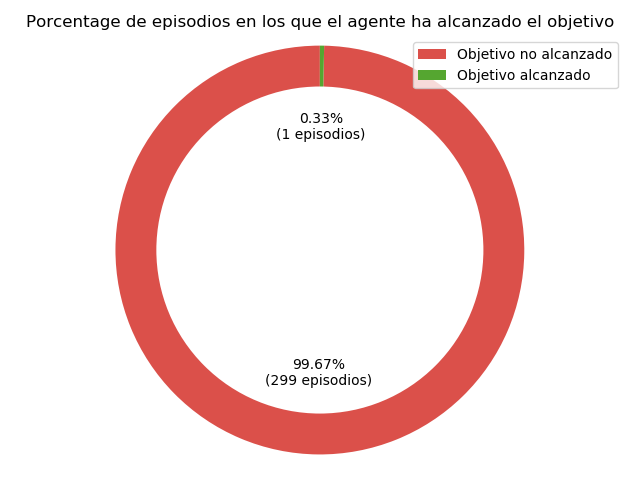 Porcentage de episodios en los que el agente ha alcanzado el objetivo
Objetivo no alcanzado
Objetivo alcanzado
0.33%
(1 episodios)
99.67%
(299 episodios)